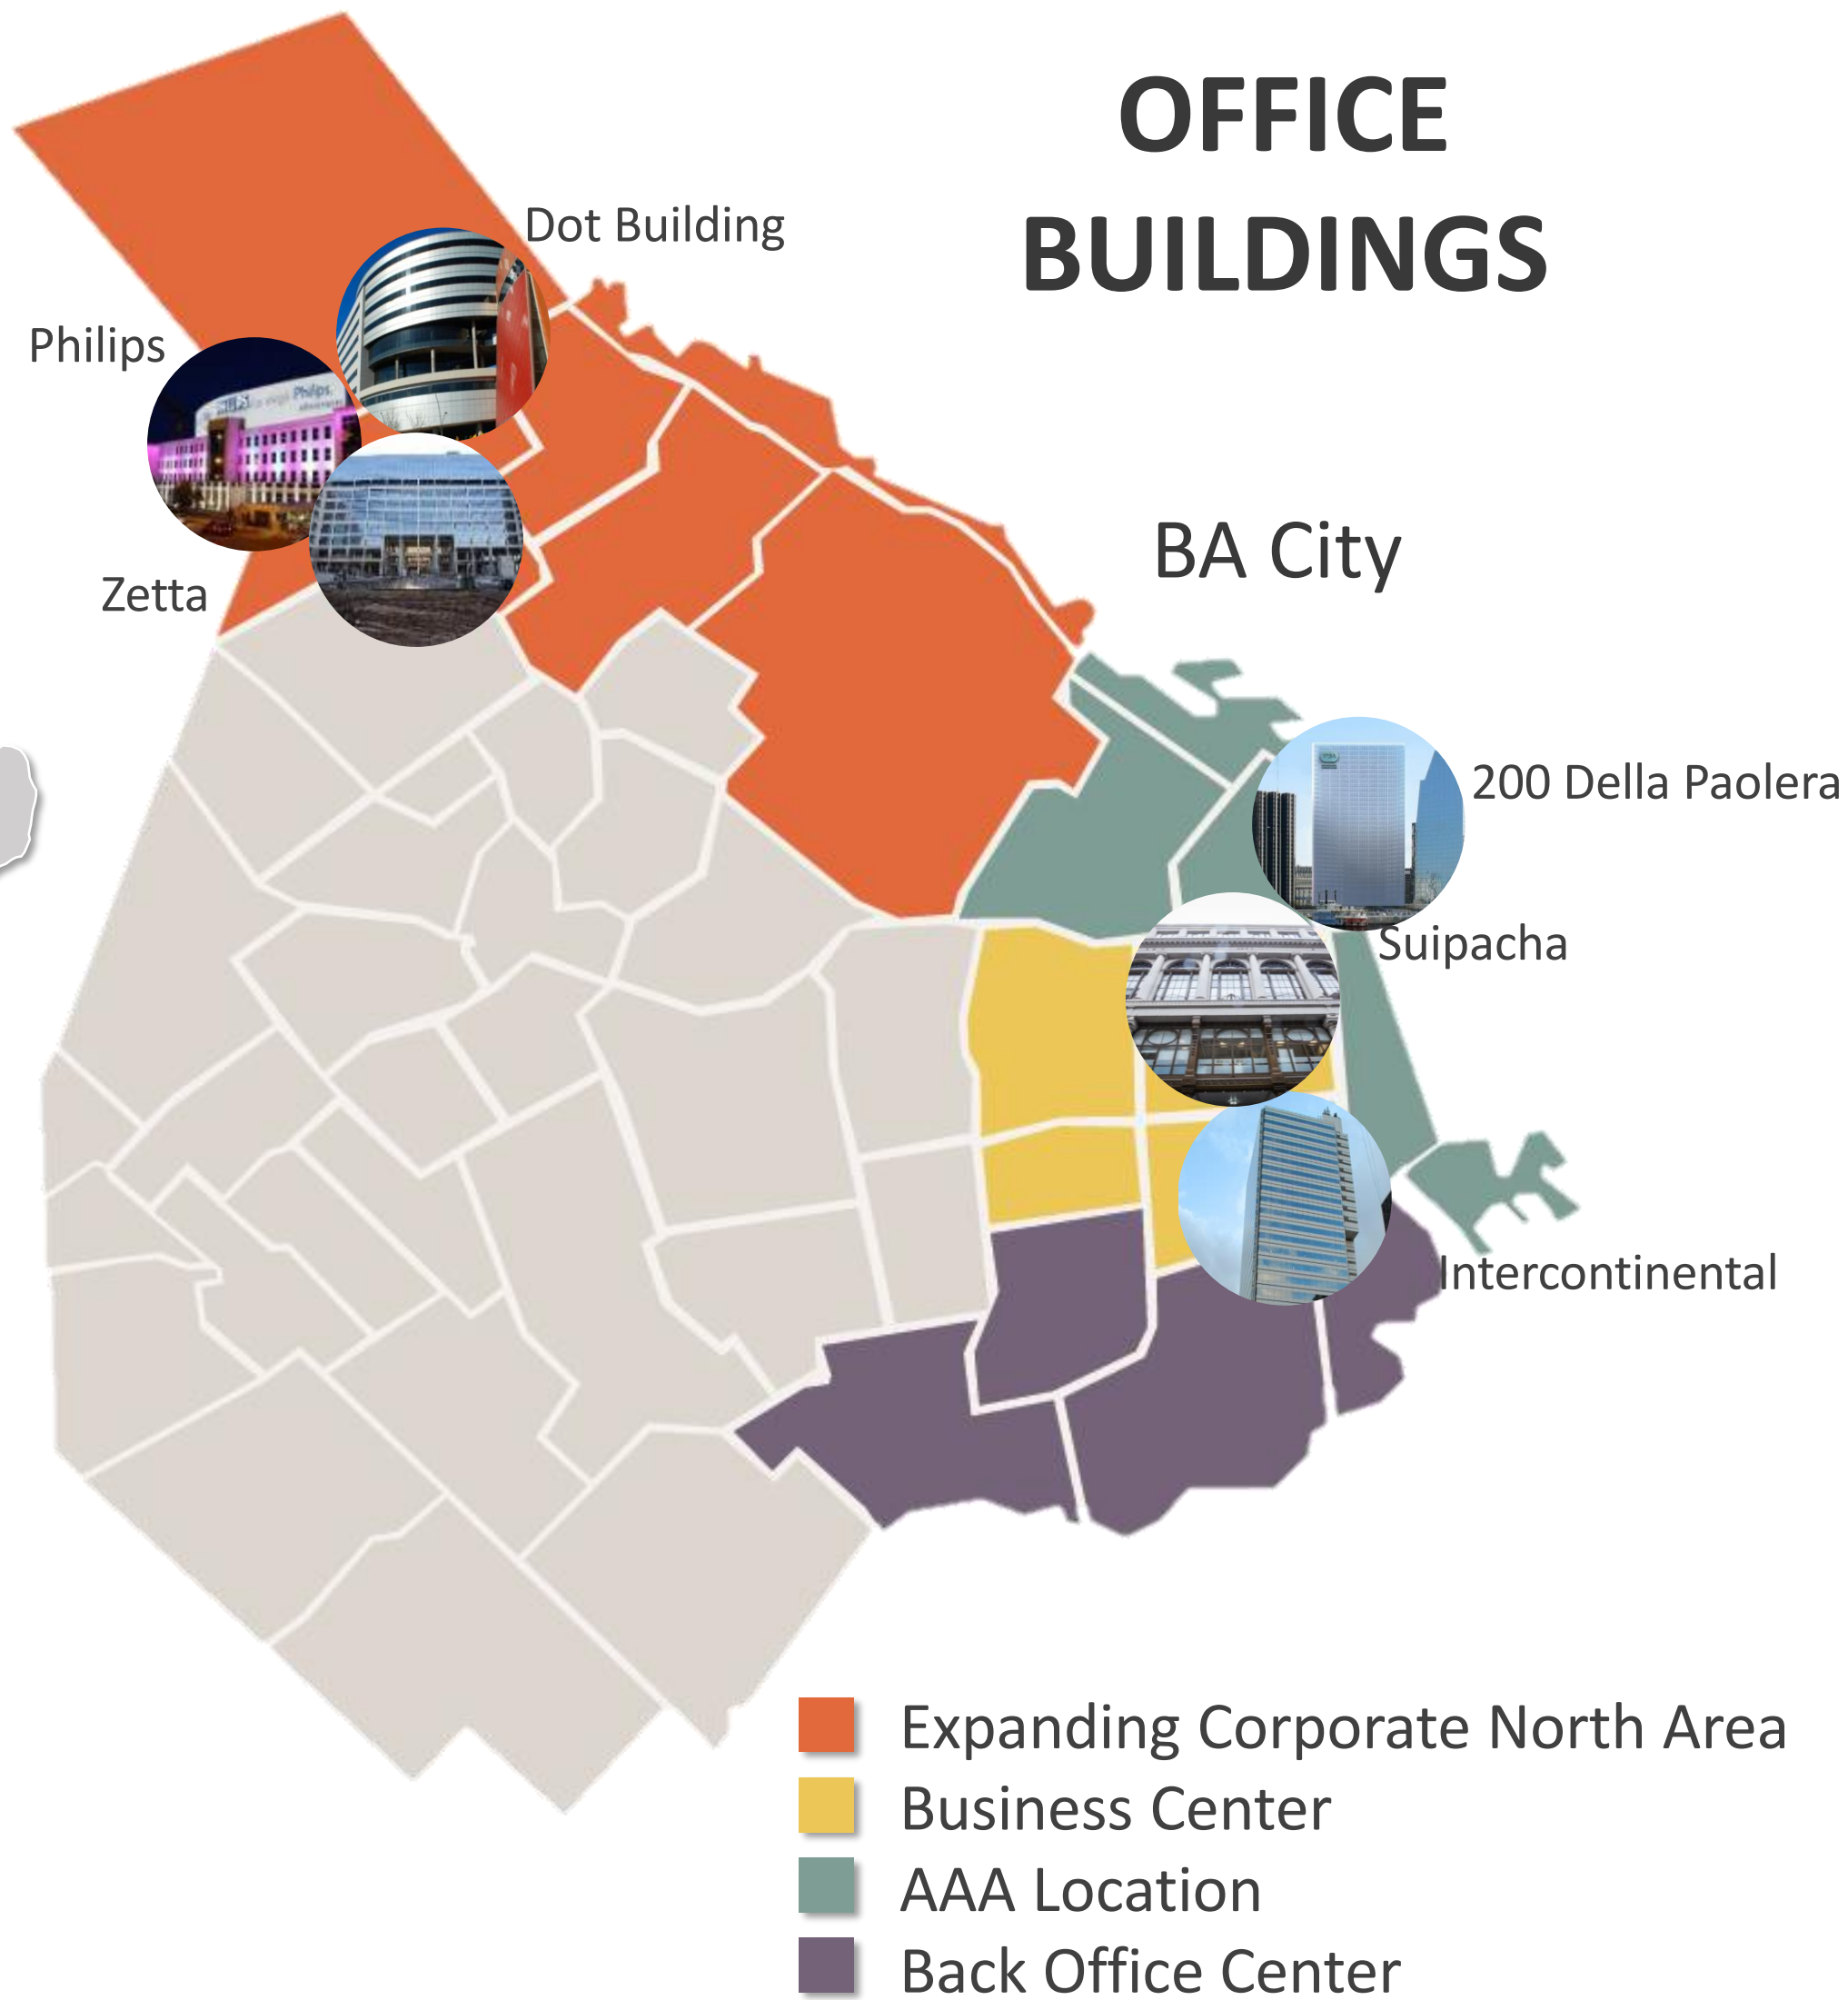 OFFICE
BUILDINGS
Dot Building
Philips
Philips
Zetta
BA City
200 Della Paolera
Suipacha
Intercontinental
Expanding Corporate North Area
Business Center
AAA Location
Back Office Center